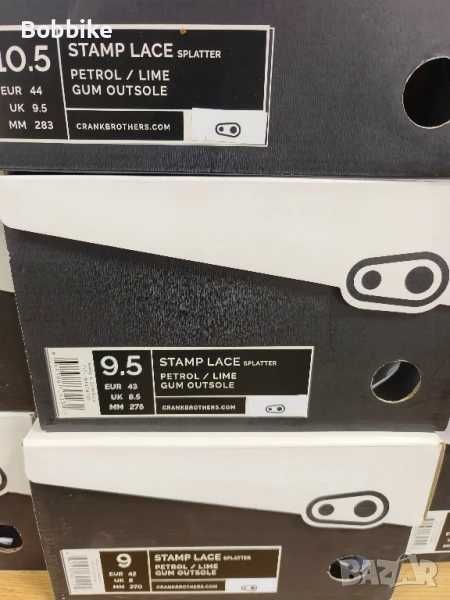 Bobbike
10.5
EUR 44
UK 9.5
MM 283
STAMP LACE SPLATTER
PETROL / LIME
GUM OUTSOLE
CRANKBROTHERS.COM
9.5
EUR 43
UK 8.5
MM 276
STAMP LACE SPLATTER
PETROL / LIME
GUM OUTSOLE
CRANKBROTHERS.COM
9
EUR 42
UK 8
MM 270
STAMP LACE SPLATTER
PETROL / LIME
GUM OUTSOLE
CRANKBROTHERS.COM
BAZAR